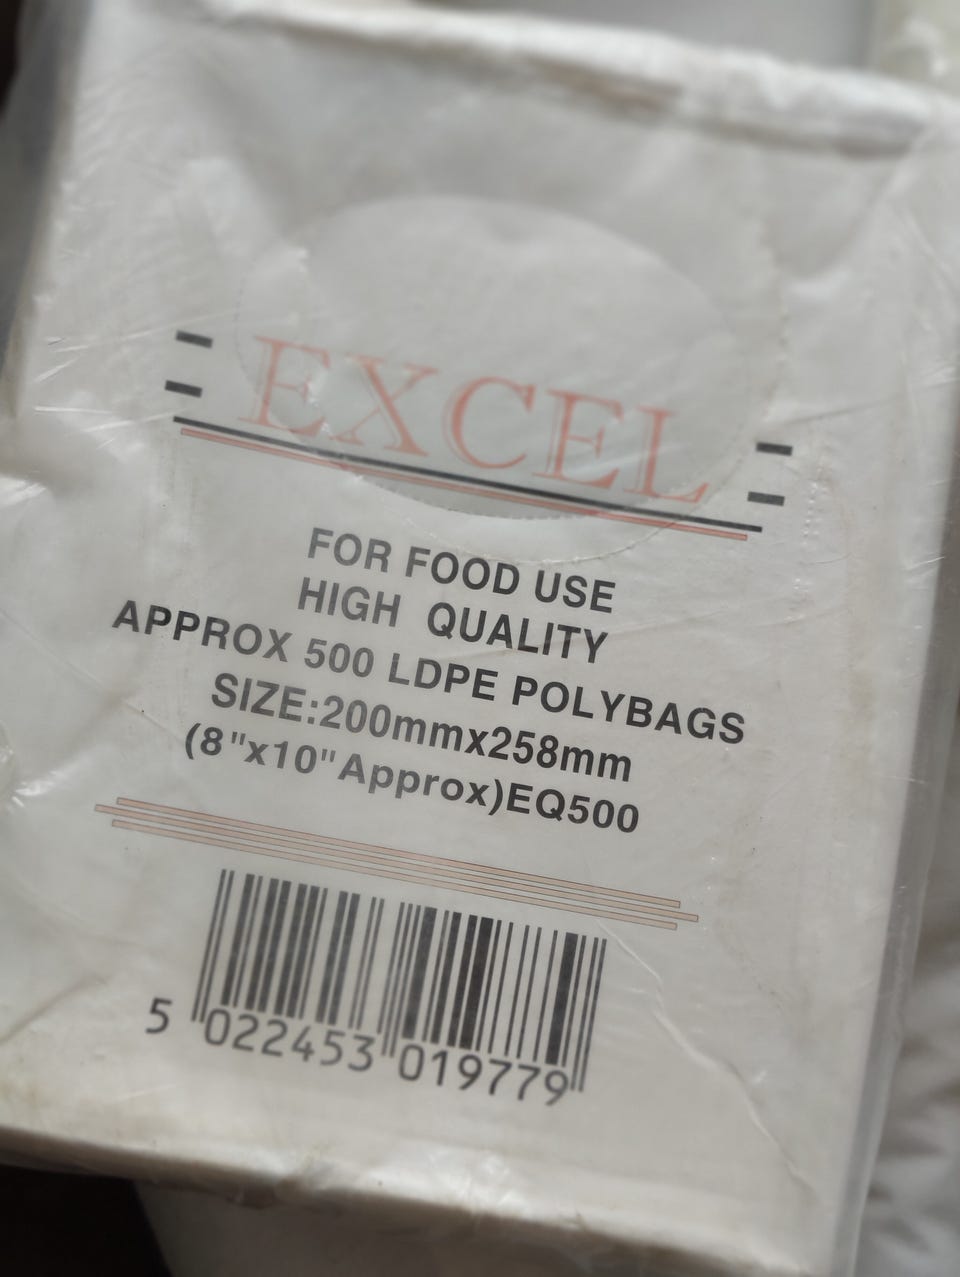 EXCEL
FOR FOOD USE
HIGH QUALITY
APPROX 500 LDPE POLYBAGS
SIZE:200mmx258mm
(8"x10"Approx)EQ500
5 022453 019779